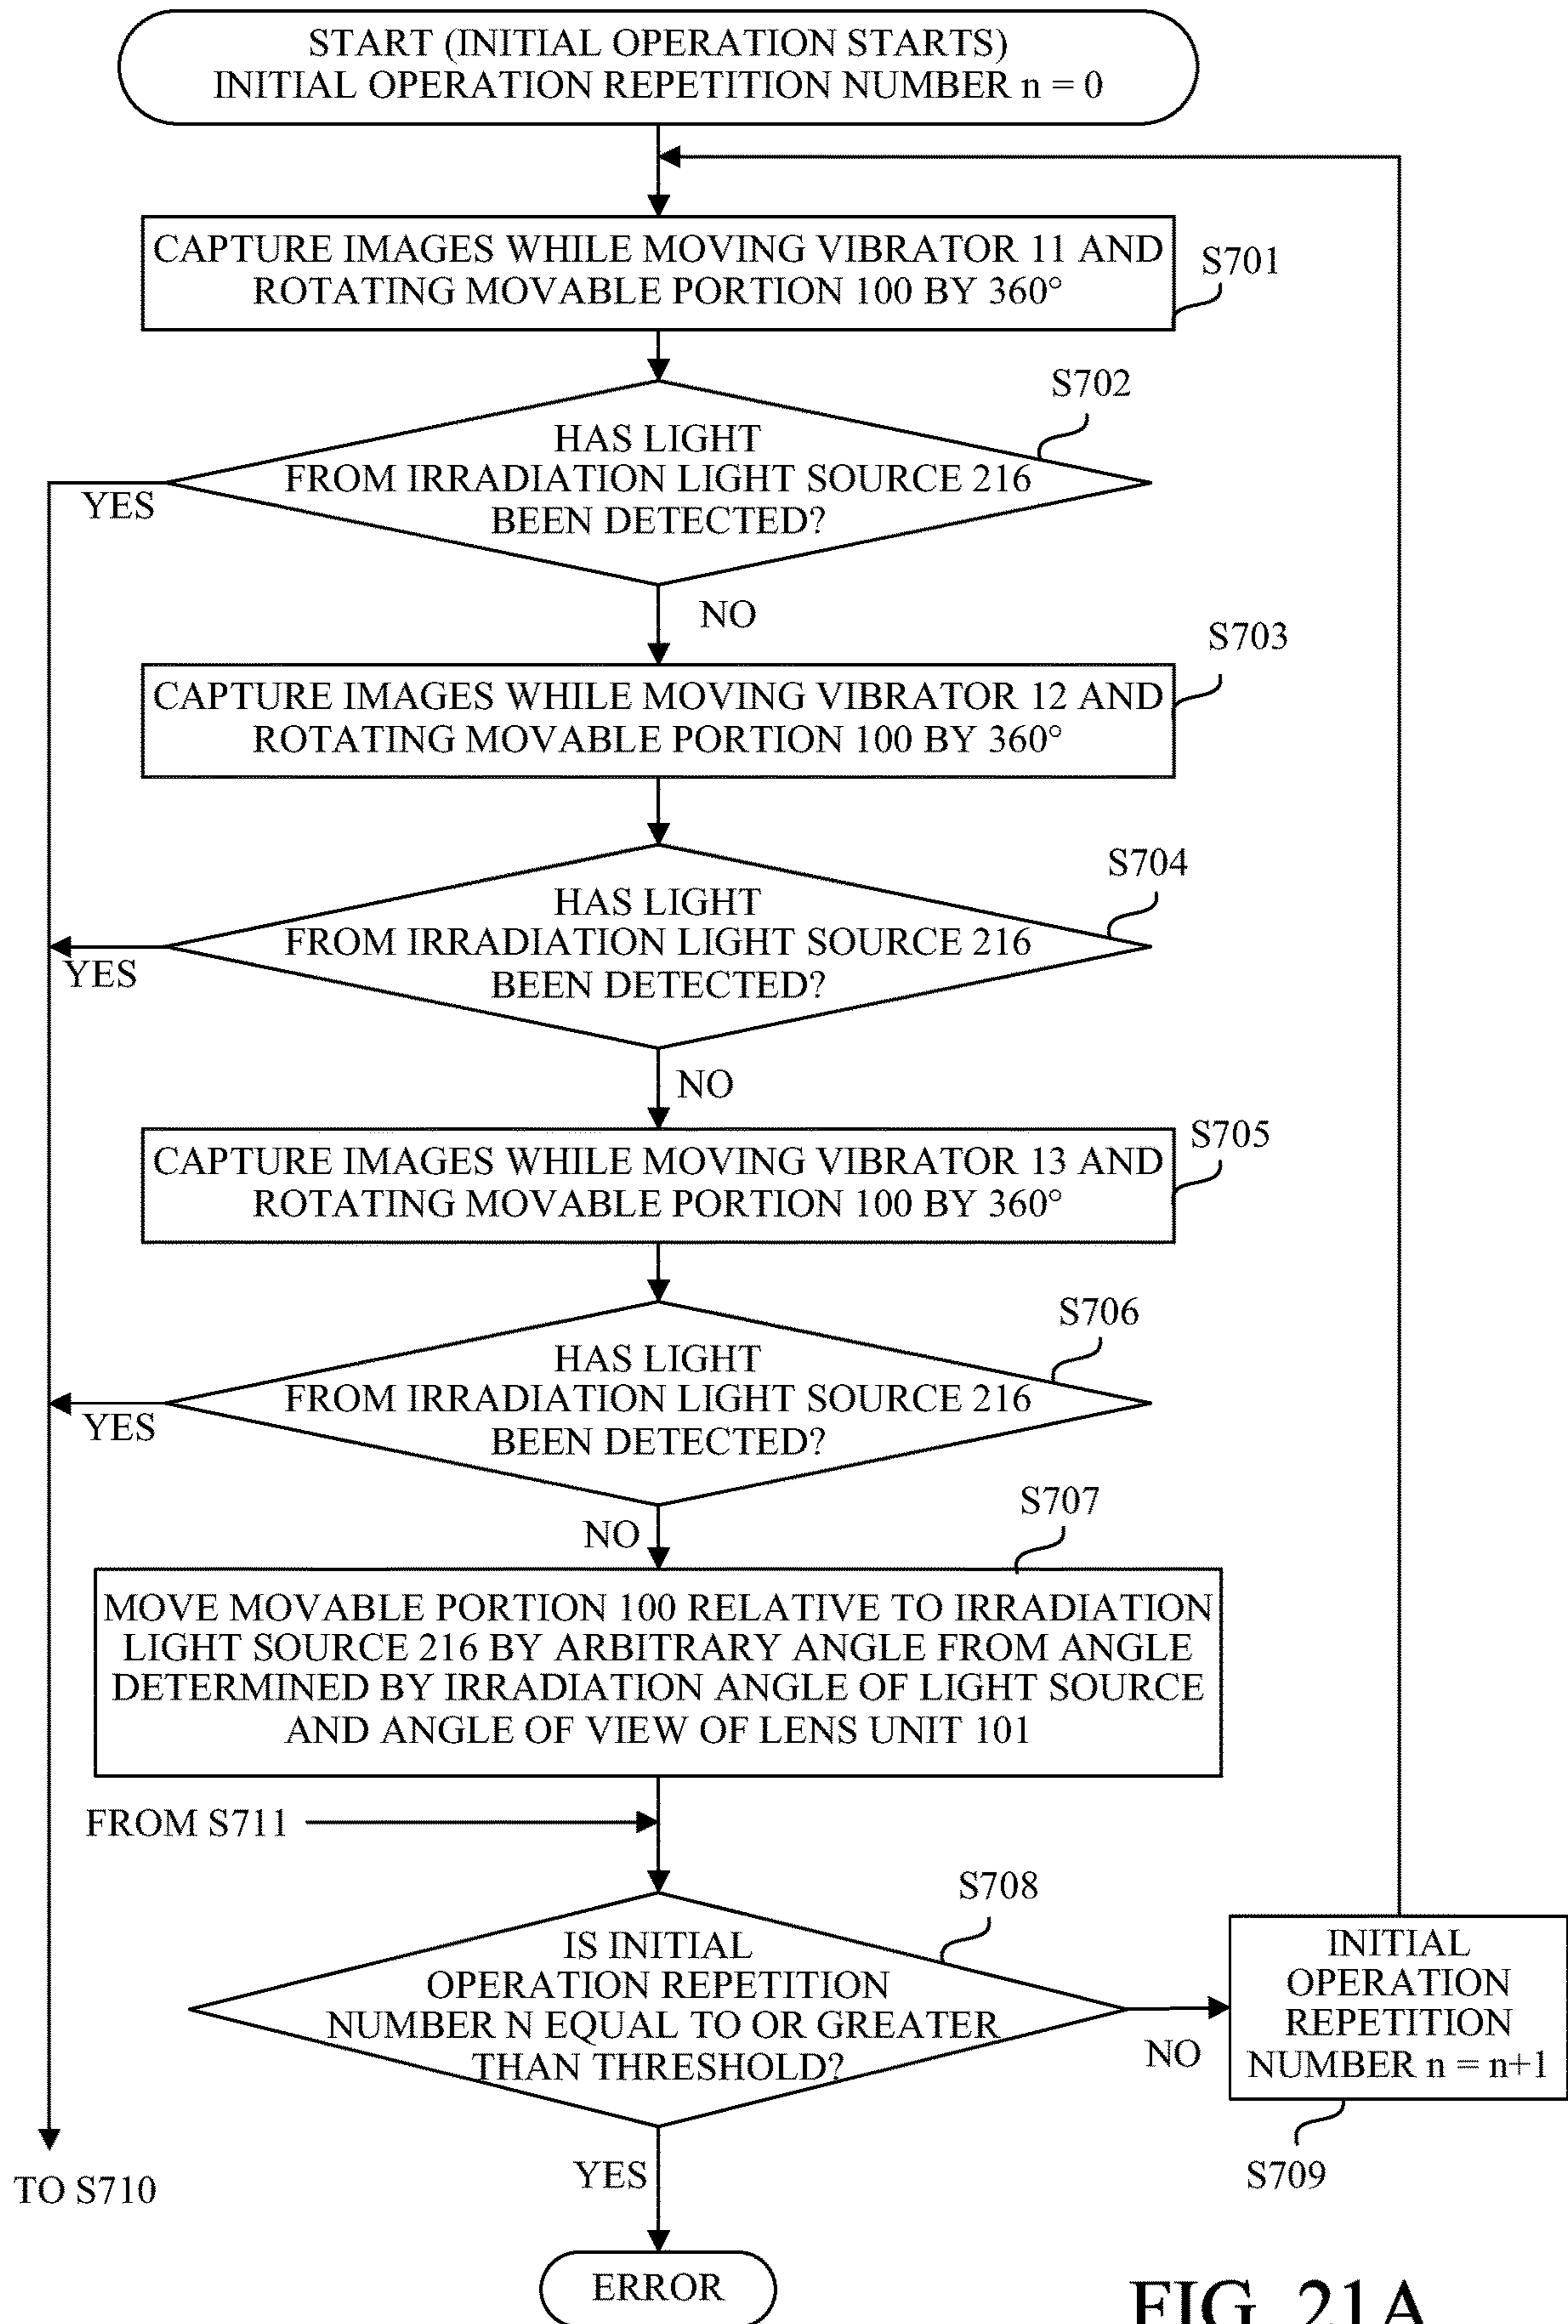 START (INITIAL OPERATION STARTS)
INITIAL OPERATION REPETITION NUMBER n = 0
CAPTURE IMAGES WHILE MOVING VIBRATOR 11 AND
ROTATING MOVABLE PORTION 100 BY 360°
S701
S702
HAS LIGHT
FROM IRRADIATION LIGHT SOURCE 216
BEEN DETECTED?
YES
NO
S703
CAPTURE IMAGES WHILE MOVING VIBRATOR 12 AND
ROTATING MOVABLE PORTION 100 BY 360°
S704
HAS LIGHT
FROM IRRADIATION LIGHT SOURCE 216
BEEN DETECTED?
YES
NO
S705
CAPTURE IMAGES WHILE MOVING VIBRATOR 13 AND
ROTATING MOVABLE PORTION 100 BY 360°
S706
HAS LIGHT
FROM IRRADIATION LIGHT SOURCE 216
BEEN DETECTED?
YES
S707
NO
MOVE MOVABLE PORTION 100 RELATIVE TO IRRADIATION
LIGHT SOURCE 216 BY ARBITRARY ANGLE FROM ANGLE
DETERMINED BY IRRADIATION ANGLE OF LIGHT SOURCE
AND ANGLE OF VIEW OF LENS UNIT 101
FROM S711
S708
IS INITIAL
OPERATION REPETITION
NUMBER N EQUAL TO OR GREATER
THAN THRESHOLD?
NO
INITIAL
OPERATION
REPETITION
NUMBER n = n+1
S709
YES
TO S710
ERROR
FIG. 21A